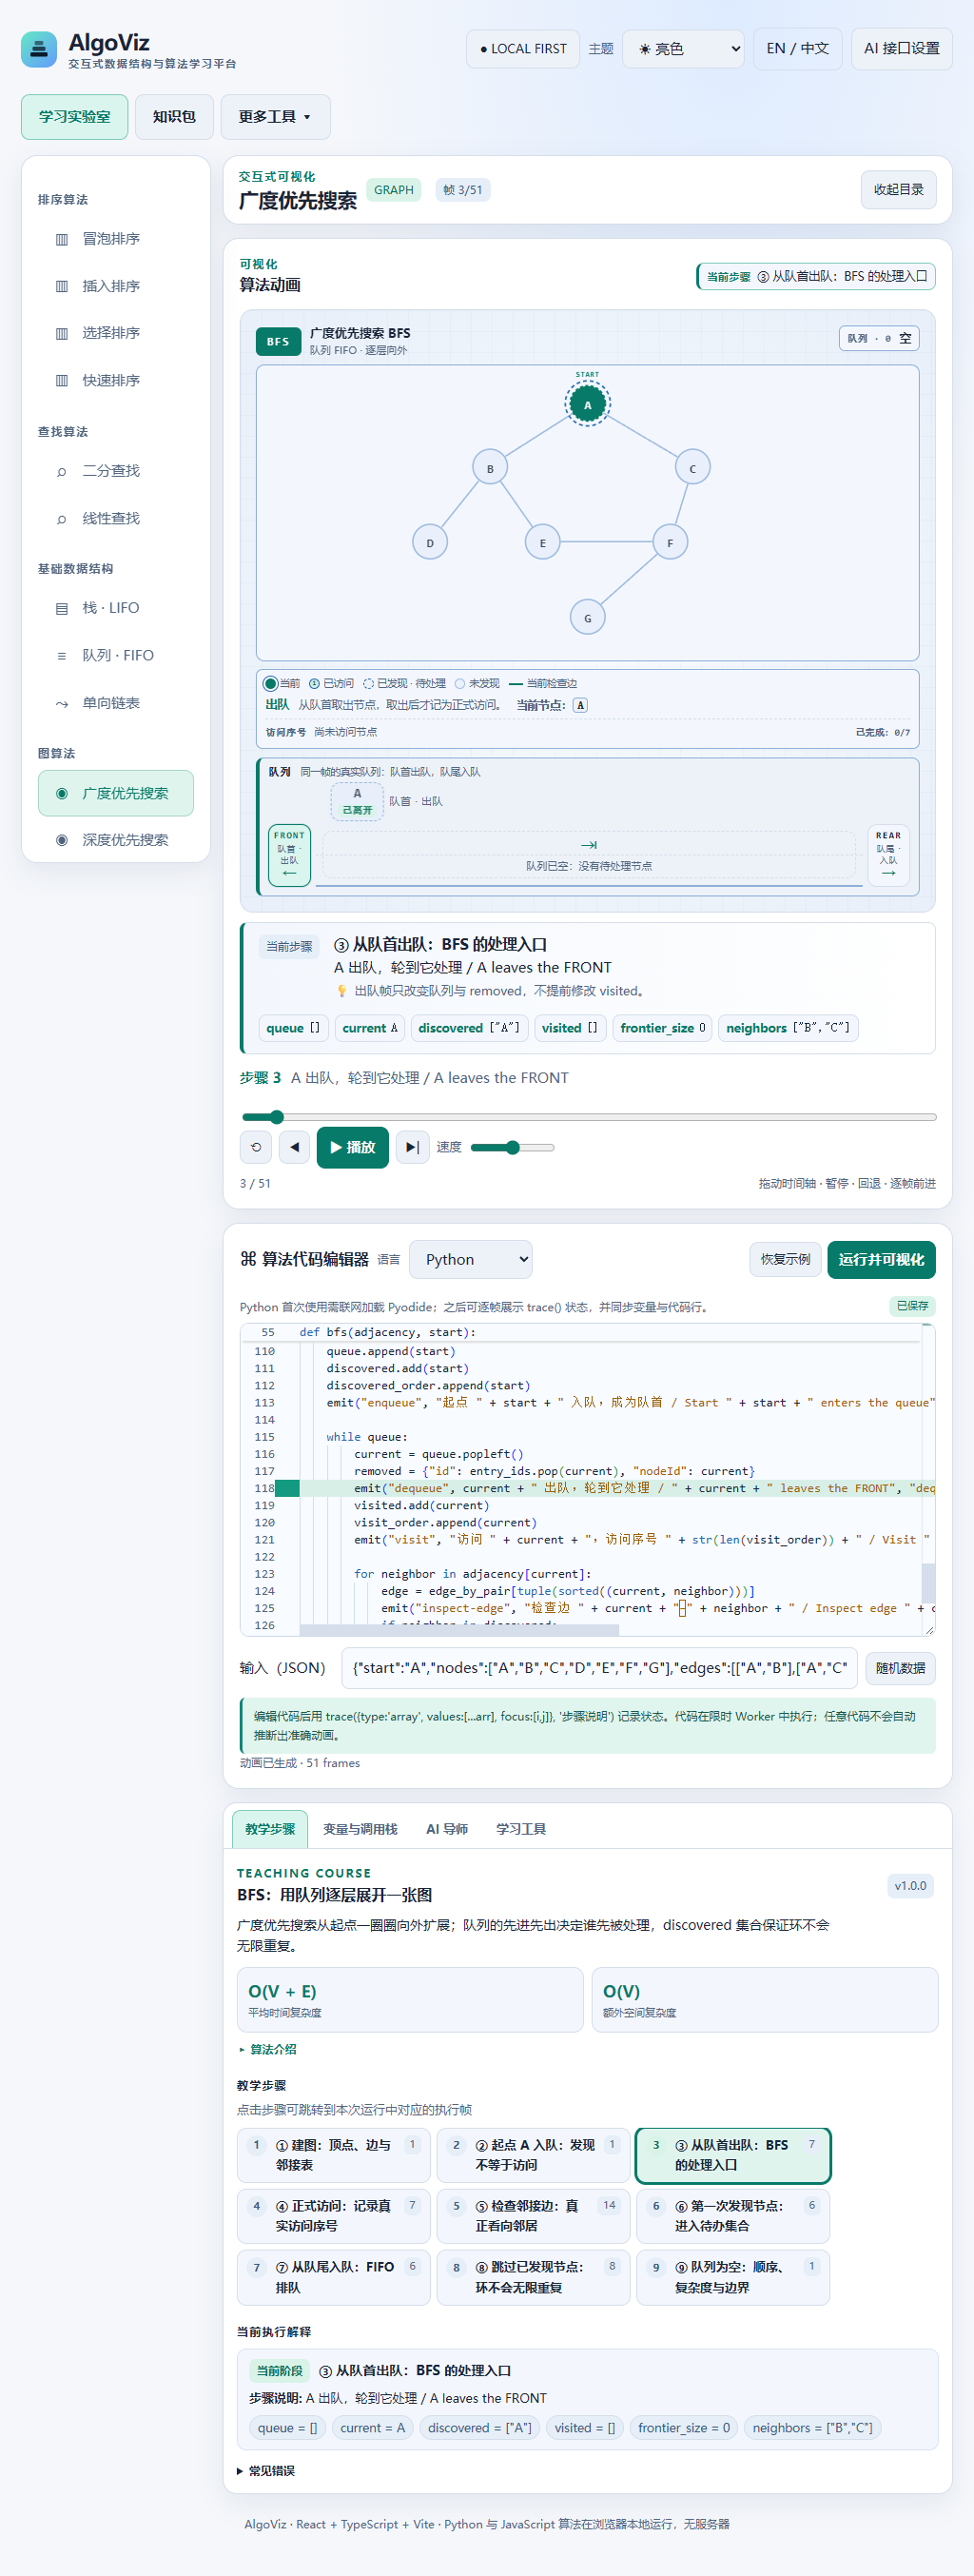 AlgoViz
交互式数据结构与算法学习平台
● LOCAL FIRST
主题
☀ 亮色
EN / 中文
AI 接口设置
学习实验室
知识包
更多工具 ▾
排序算法
冒泡排序
插入排序
选择排序
快速排序
查找算法
二分查找
线性查找
基础数据结构
栈 · LIFO
队列 · FIFO
单向链表
图算法
广度优先搜索
深度优先搜索
交互式可视化
广度优先搜索
GRAPH
帧 3/51
收起目录
可视化
算法动画
当前步骤 ③ 从队首出队：BFS 的处理入口
BFS
广度优先搜索 BFS
队列 FIFO · 逐层向外
队列 · 0 空
START
A
B
C
D
E
F
G
当前 已访问 已发现 · 待处理 未发现 当前检查边
出队 从队首取出节点，取出后才记为正式访问。 当前节点： A
访问序号 尚未访问节点
已完成：0/7
队列 同一帧的真实队列：队首出队，队尾入队
A
已离开
队首 · 出队
FRONT
队首 ·
出队
←
队列已空：没有待处理节点
REAR
队尾 ·
入队
→
当前步骤
③ 从队首出队：BFS 的处理入口
A 出队，轮到它处理 / A leaves the FRONT
💡 出队帧只改变队列与 removed，不提前修改 visited。
queue []
current A
discovered ["A"]
visited []
frontier_size 0
neighbors ["B","C"]
步骤 3 A 出队，轮到它处理 / A leaves the FRONT
▶ 播放
速度
3 / 51
拖动时间轴 · 暂停 · 回退 · 逐帧前进
⌘ 算法代码编辑器
语言
Python
恢复示例
运行并可视化
Python 首次使用需联网加载 Pyodide；之后可逐帧展示 trace() 状态，并同步变量与代码行。
已保存
55 def bfs(adjacency, start):
110 queue.append(start)
111 discovered.add(start)
112 discovered_order.append(start)
113 emit("enqueue", "起点 " + start + " 入队，成为队首 / Start " + start + " enters the queue"
114
115 while queue:
116 current = queue.popleft()
117 removed = {"id": entry_ids.pop(current), "nodeId": current}
118 emit("dequeue", current + " 出队，轮到它处理 / " + current + " leaves the FRONT", "deq
119 visited.add(current)
120 visit_order.append(current)
121 emit("visit", "访问 " + current + "，访问序号 " + str(len(visit_order)) + " / Visit "
122
123 for neighbor in adjacency[current]:
124 edge = edge_by_pair[tuple(sorted((current, neighbor)))]
125 emit("inspect-edge", "检查边 " + current + "–" + neighbor + " / Inspect edge " + c
126 if neighbor in discovered:
输入（JSON）
{"start":"A","nodes":["A","B","C","D","E","F","G"],"edges":[["A","B"],["A","C"
随机数据
编辑代码后用 trace({type:'array', values:[...arr], focus:[i,j]}, '步骤说明') 记录状态。代码在限时 Worker 中执行；任意代码不会自动
推断出准确动画。
动画已生成 · 51 frames
教学步骤
变量与调用栈
AI 导师
学习工具
TEACHING COURSE
BFS：用队列逐层展开一张图
v1.0.0
广度优先搜索从起点一圈圈向外扩展；队列的先进先出决定谁先被处理，discovered 集合保证环不会
无限重复。
O(V + E)
平均时间复杂度
O(V)
额外空间复杂度
▸ 算法介绍
教学步骤
点击步骤可跳转到本次运行中对应的执行帧
1 ① 建图：顶点、边与 1
邻接表
2 ② 起点 A 入队：发现 1
不等于访问
3 ③ 从队首出队：BFS 7
的处理入口
4 ④ 正式访问：记录真 7
实访问序号
5 ⑤ 检查邻接边：真 14
正看向邻居
6 ⑥ 第一次发现节点： 6
进入待办集合
7 ⑦ 从队尾入队：FIFO 6
排队
8 ⑧ 跳过已发现节点： 8
环不会无限重复
9 ⑨ 队列为空：顺序、 1
复杂度与边界
当前执行解释
当前阶段 ③ 从队首出队：BFS 的处理入口
步骤说明: A 出队，轮到它处理 / A leaves the FRONT
queue = []
current = A
discovered = ["A"]
visited = []
frontier_size = 0
neighbors = ["B","C"]
▶ 常见错误
AlgoViz · React + TypeScript + Vite · Python 与 JavaScript 算法在浏览器本地运行，无服务器